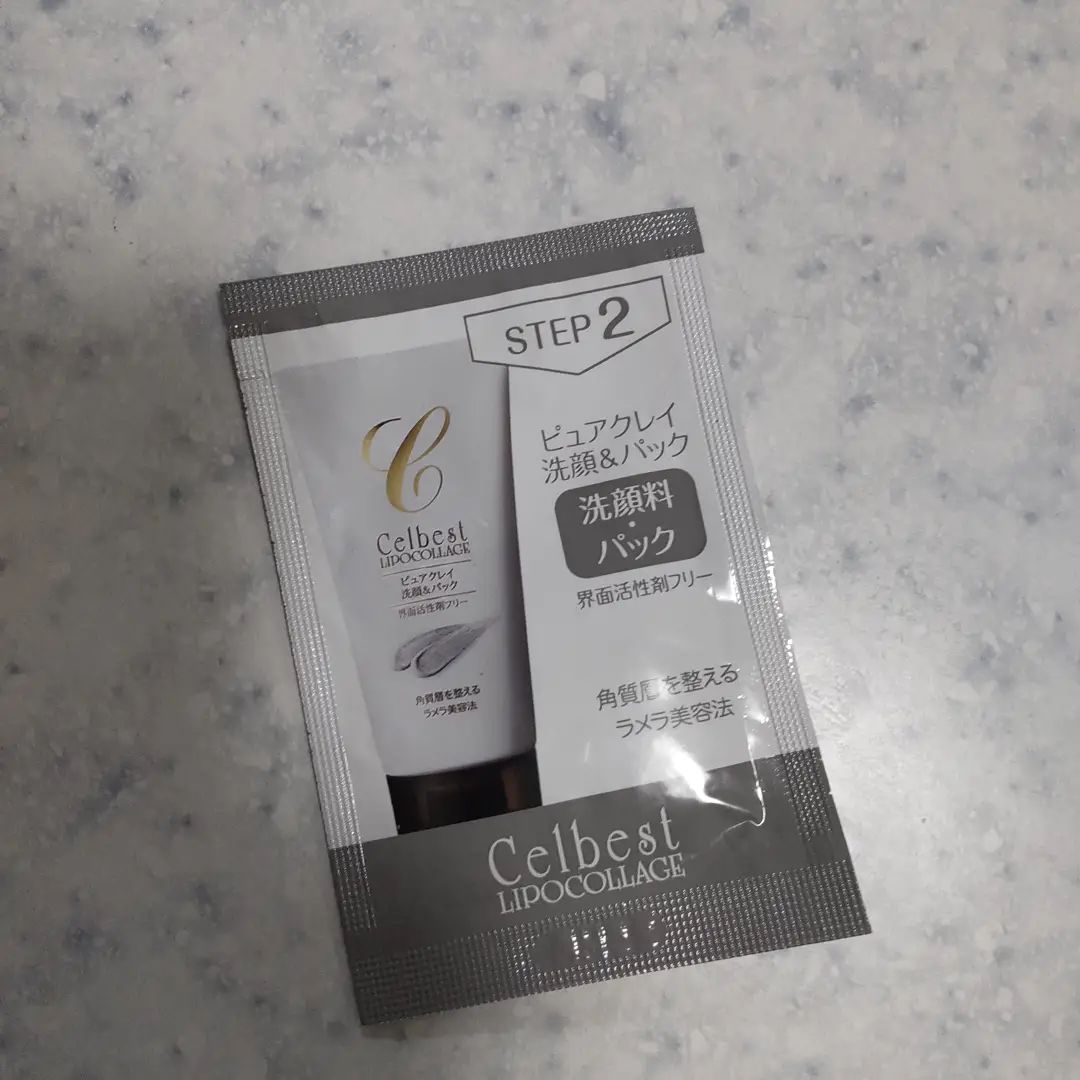 STEP 2
ピュアクレイ
洗顔&パック
洗顔料
・
パック
界面活性剤フリー
角質層を整える
ラメラ美容法
C
Celbest
LIPOCOLLAGE
ピュアクレイ
洗顔&パック
界面活性剤フリー
角質層を整える
ラメラ美容法
Celbest
LIPOCOLLAGE